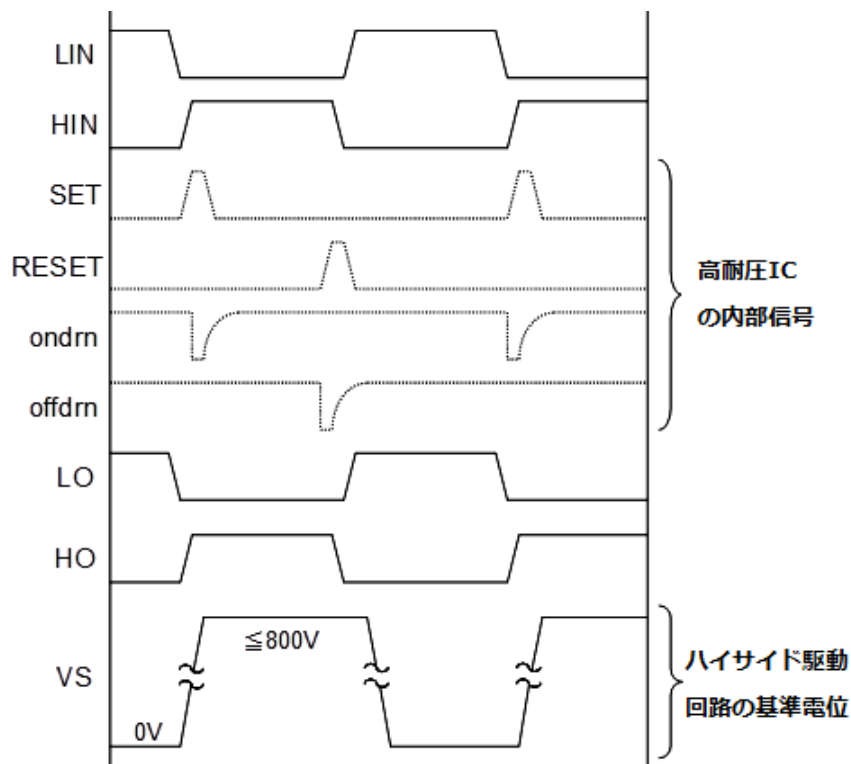 LIN
HIN
SET
RESET
ondrn
offdrn
高耐圧IC
の内部信号
LO
HO
VS
≦800V
0V
ハイサイド駆動
回路の基準電位